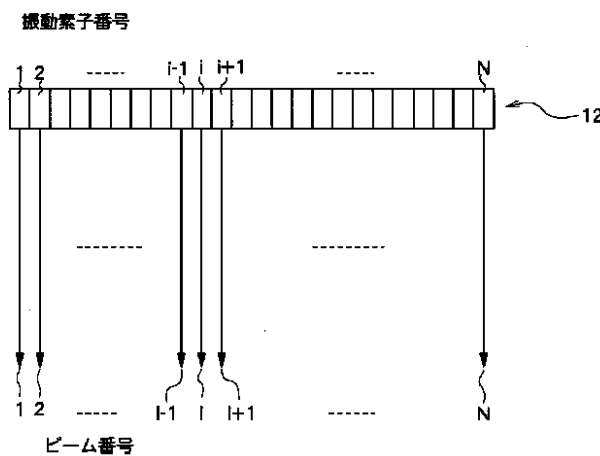 振動素子番号
1 2 ----- i-1 i i+1 ----- N
12
------- --------
1 2 ----- i-1 i i+1 ------ N
ビーム番号